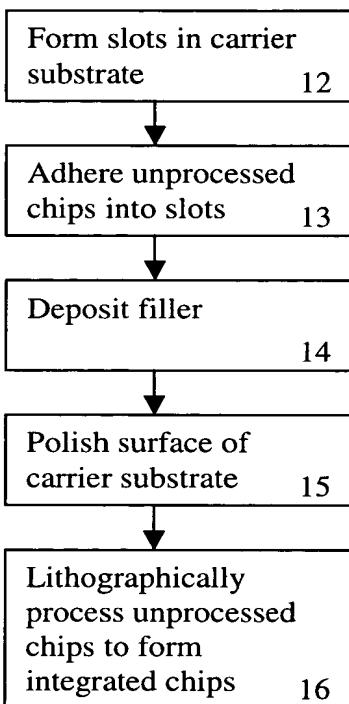 Form slots in carrier
substrate 12
Adhere unprocessed
chips into slots 13
Deposit filler
14
Polish surface of
carrier substrate 15
Lithographically
process unprocessed
chips to form
integrated chips 16